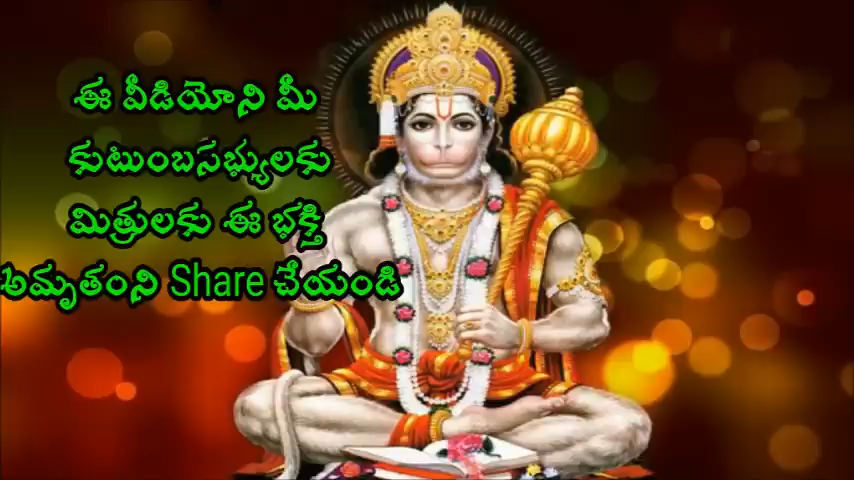 ఈ వీడియోని మీ
కుటుంబసభ్యులకు
మిత్రులకు ఈ భక్తి
అమృతంని Share చేయండి